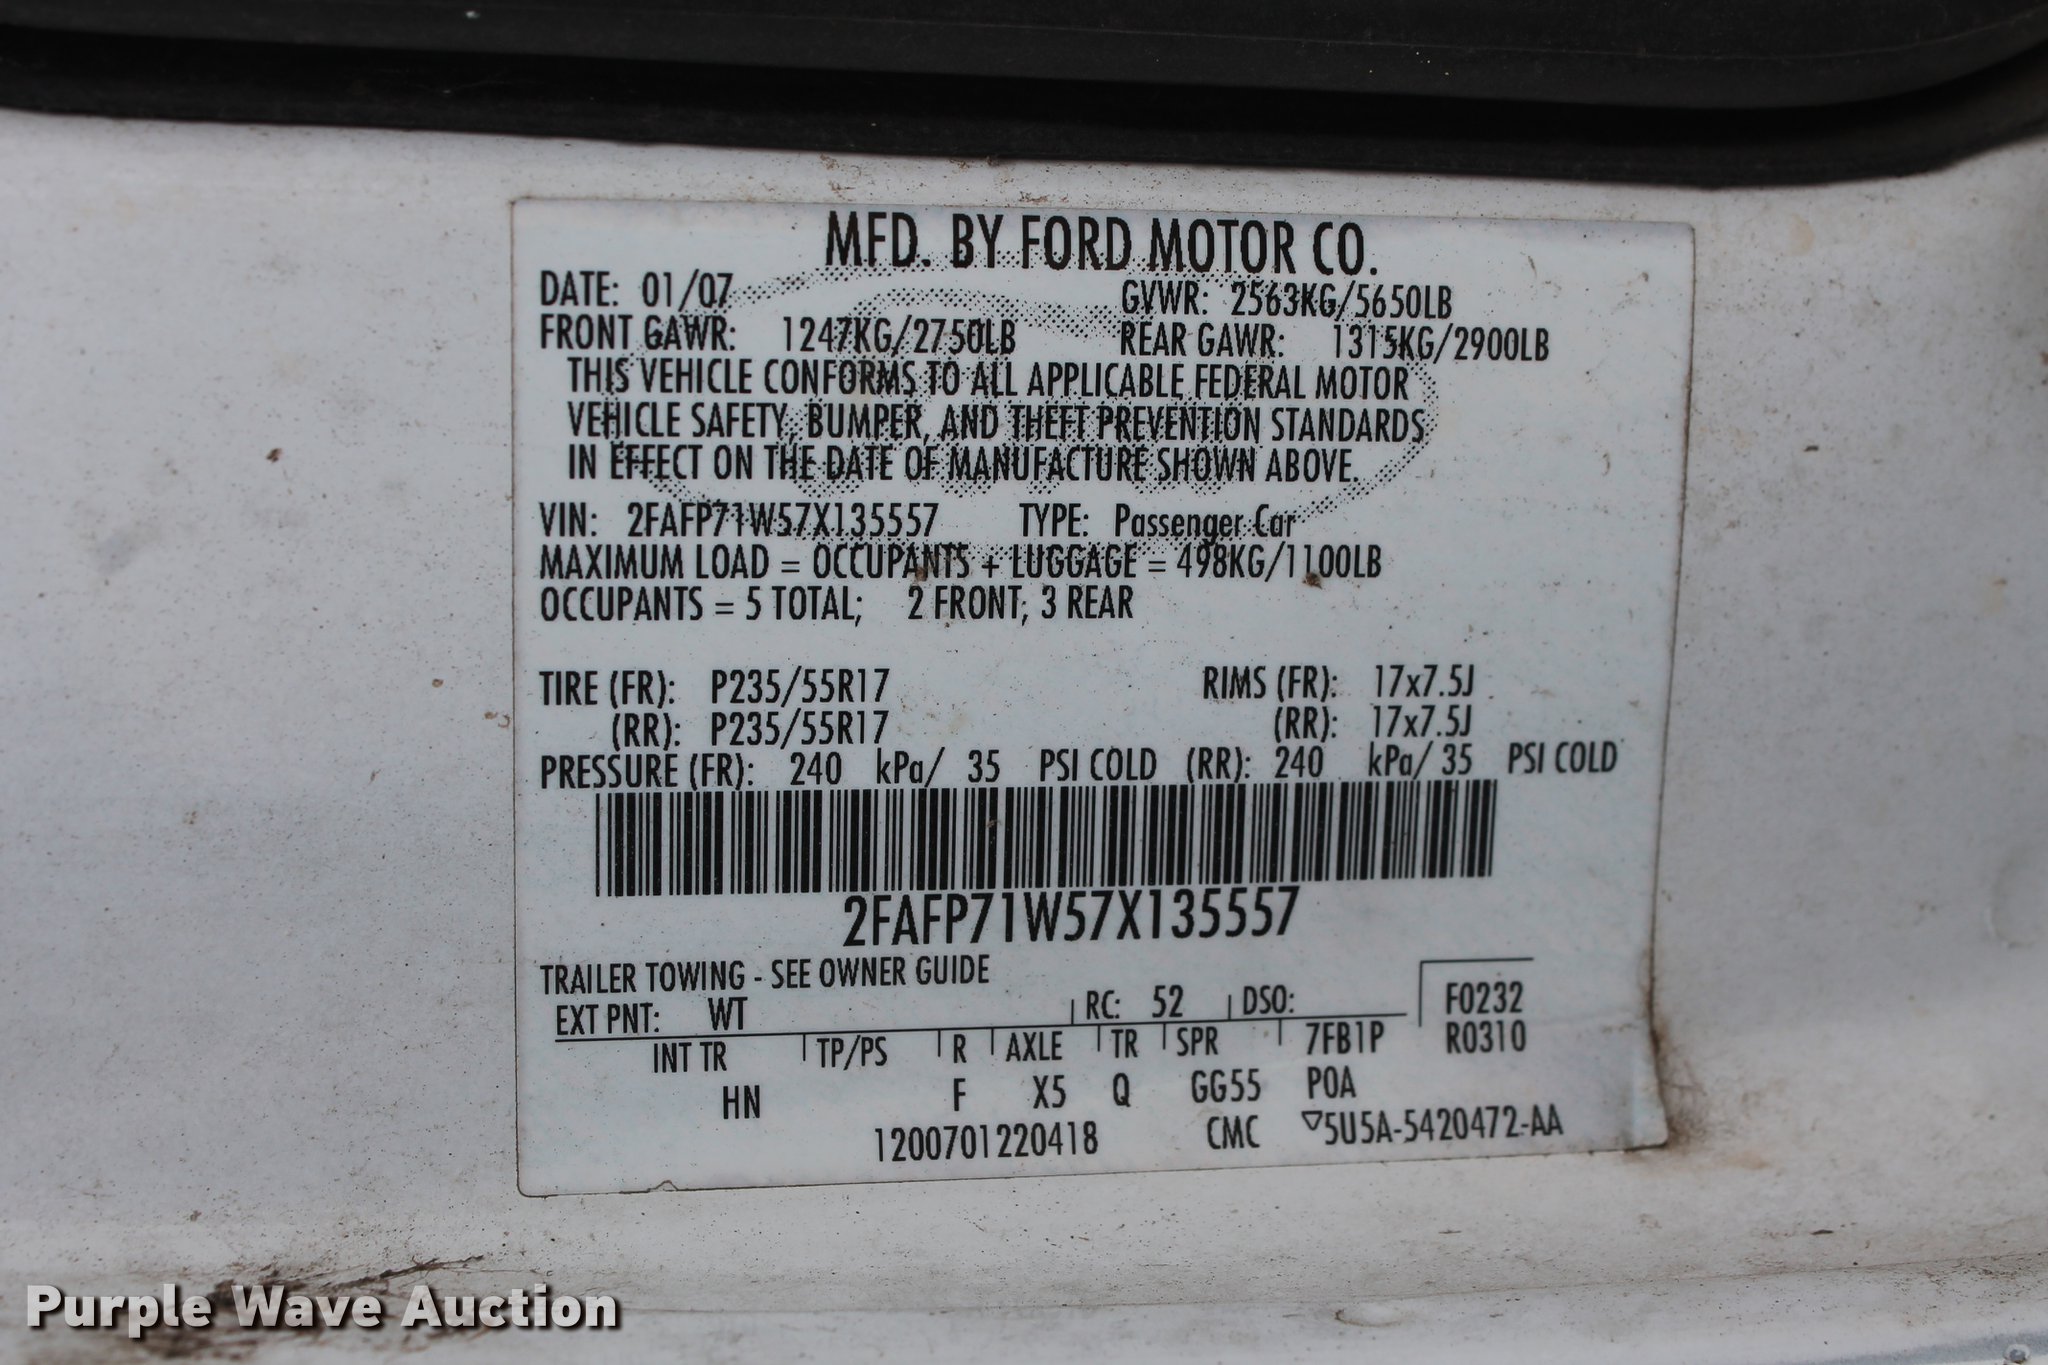 MFD. BY FORD MOTOR CO.
DATE: 01/07 GVWR: 2563KG/5650LB
FRONT GAWR: 1247KG/2750LB REAR GAWR: 1315KG/2900LB
THIS VEHICLE CONFORMS TO ALL APPLICABLE FEDERAL MOTOR
VEHICLE SAFETY, BUMPER, AND THEFT PREVENTION STANDARDS
IN EFFECT ON THE DATE OF MANUFACTURE SHOWN ABOVE.
VIN: 2FAFP71W57X135557 TYPE: Passenger Car
MAXIMUM LOAD = OCCUPANTS + LUGGAGE = 498KG/1100LB
OCCUPANTS = 5 TOTAL; 2 FRONT; 3 REAR
TIRE (FR): P235/55R17 RIMS (FR): 17x7.5J
(RR): P235/55R17 (RR): 17x7.5J
PRESSURE (FR): 240 kPa/ 35 PSI COLD (RR): 240 kPa/ 35 PSI COLD
2FAFP71W57X135557
TRAILER TOWING - SEE OWNER GUIDE
EXT PNT: WT RC: 52 DSO: F0232
INT TR TP/PS R AXLE TR SPR 7FB1P R0310
HN F X5 Q GG55 P0A
1200701220418 CMC ▽5U5A-5420472-AA
Purple Wave Auction